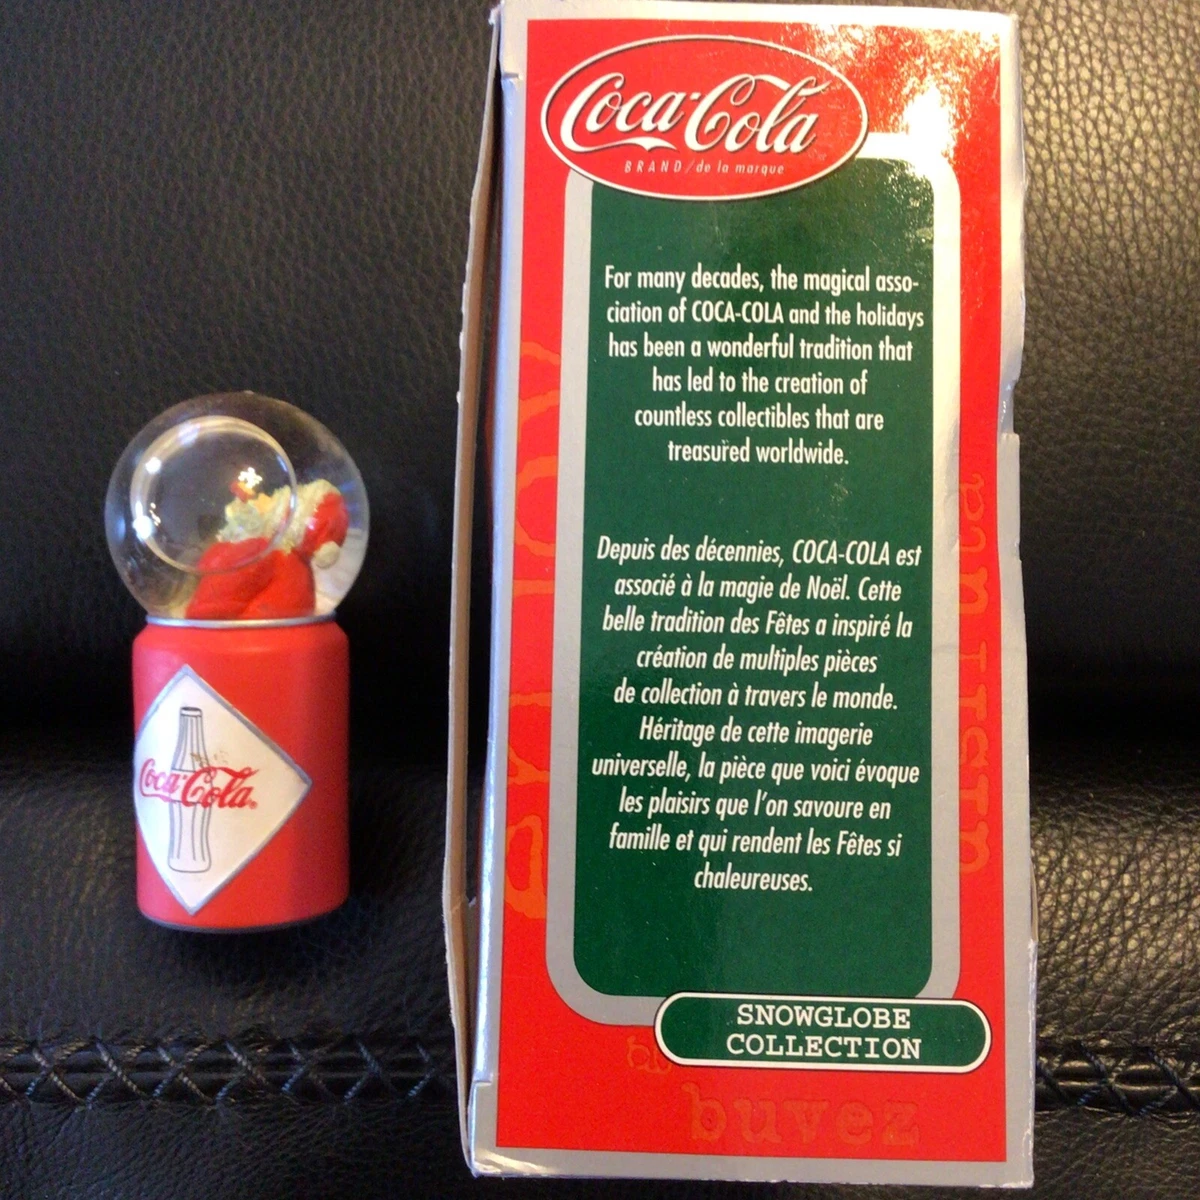 Coca-Cola
BRAND/de la marque
For many decades, the magical asso-
ciation of COCA-COLA and the holidays
has been a wonderful tradition that
has led to the creation of
countless collectibles that are
treasured worldwide.
Depuis des décennies, COCA-COLA est
associé à la magie de Noël. Cette
belle tradition des Fêtes a inspiré la
création de multiples pièces
de collection à travers le monde.
Héritage de cette imagerie
universelle, la pièce que voici évoque
les plaisirs que l'on savoure en
famille et qui rendent les Fêtes si
chaleureuses.
SNOWGLOBE
COLLECTION
buvez
enjoy
disfruta
Coca-Cola®